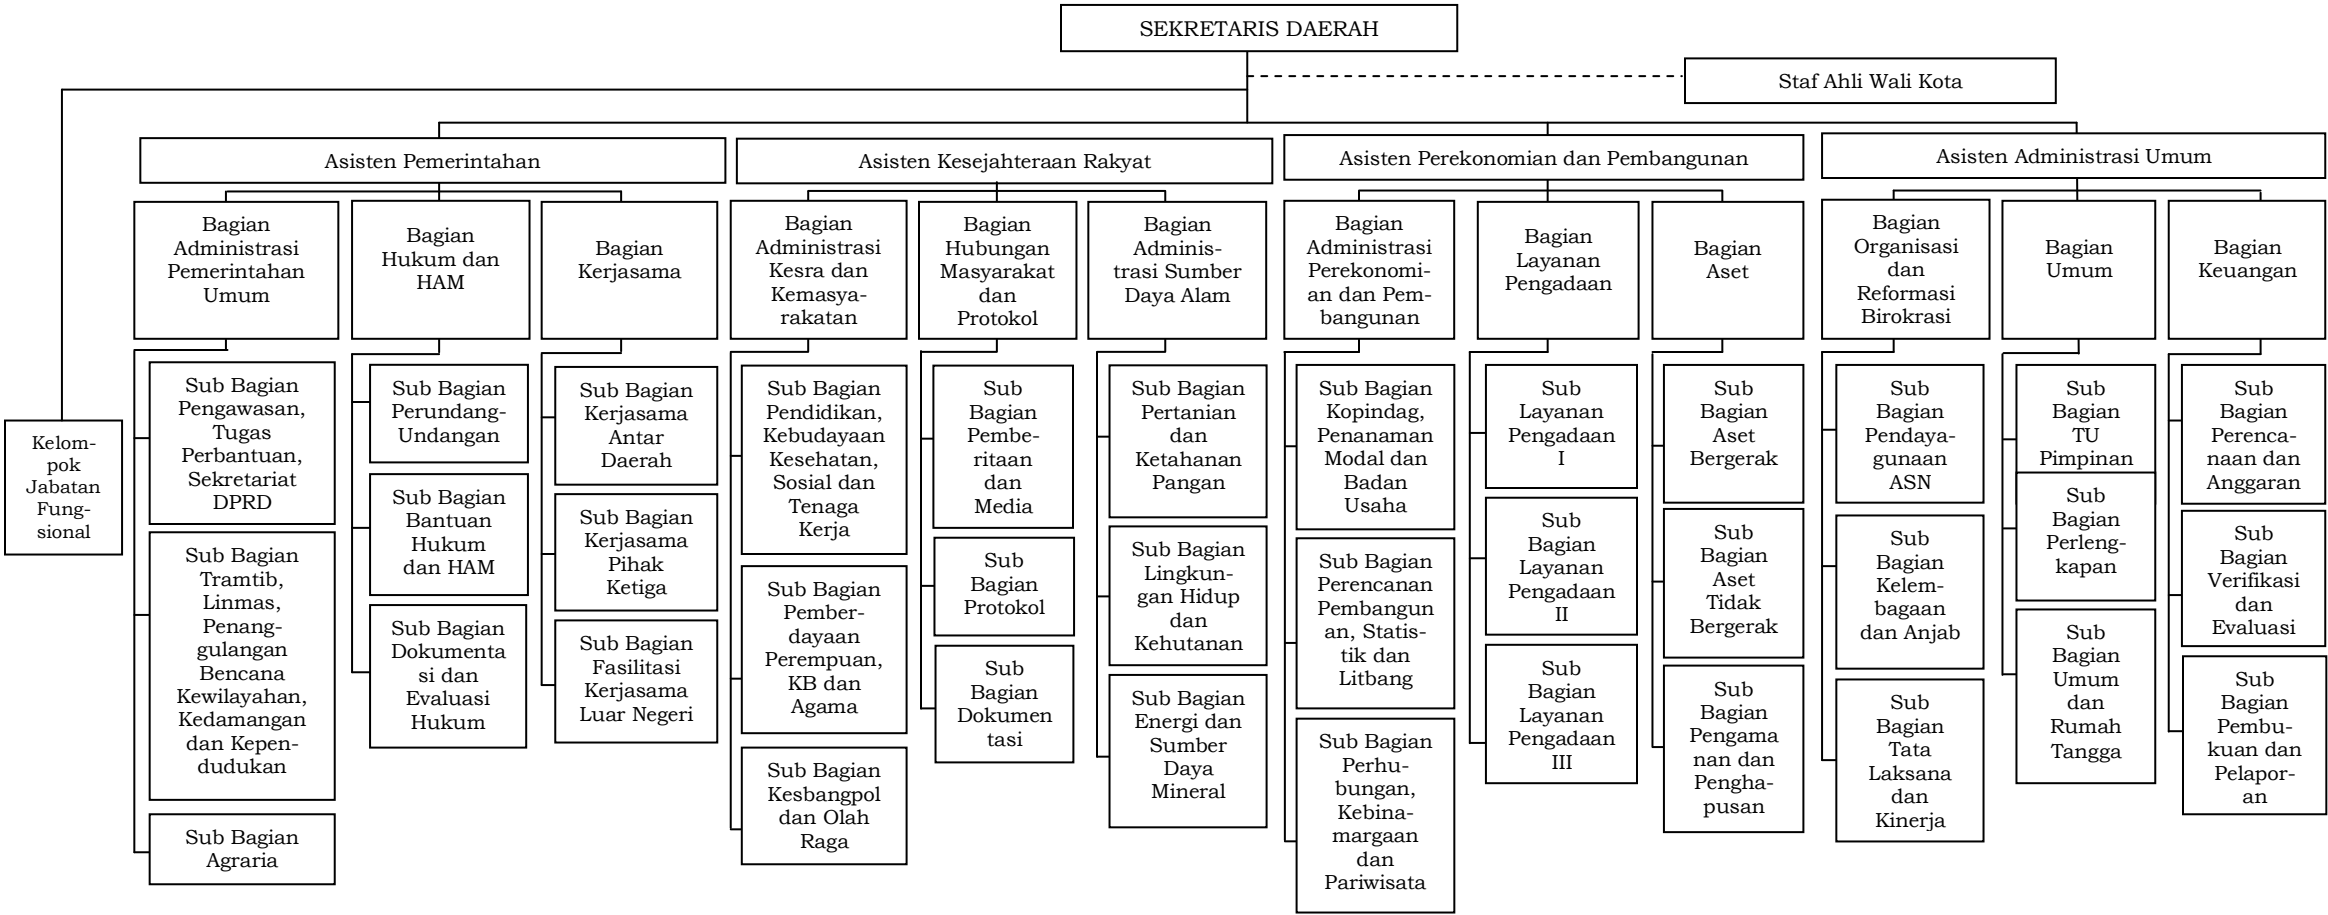 SEKRETARIS DAERAH
Staf Ahli Wali Kota
Asisten Pemerintahan
Asisten Kesejahteraan Rakyat
Asisten Perekonomian dan Pembangunan
Asisten Administrasi Umum
Bagian
Administrasi
Pemerintahan
Umum
Bagian
Hukum dan
HAM
Bagian
Kerjasama
Bagian
Administrasi
Kesra dan
Kemasya-
rakatan
Bagian
Hubungan
Masyarakat
dan
Protokol
Bagian
Adminis-
trasi Sumber
Daya Alam
Bagian
Administrasi
Perekonomi-
an dan Pem-
bangunan
Bagian
Layanan
Pengadaan
Bagian
Aset
Bagian
Organisasi
dan
Reformasi
Birokrasi
Bagian
Umum
Bagian
Keuangan
Kelom-
pok
Jabatan
Fung-
sional
Sub Bagian
Pengawasan,
Tugas
Perbantuan,
Sekretariat
DPRD
Sub Bagian
Tramtib,
Linmas,
Penang-
gulangan
Bencana
Kewilayahan,
Kedamangan
dan Kepen-
dudukan
Sub Bagian
Agraria
Sub Bagian
Perundang-
Undangan
Sub Bagian
Bantuan
Hukum
dan HAM
Sub Bagian
Dokumenta
si dan
Evaluasi
Hukum
Sub Bagian
Kerjasama
Antar
Daerah
Sub Bagian
Kerjasama
Pihak
Ketiga
Sub Bagian
Fasilitasi
Kerjasama
Luar Negeri
Sub Bagian
Pendidikan,
Kebudayaan
Kesehatan,
Sosial dan
Tenaga
Kerja
Sub Bagian
Pember-
dayaan
Perempuan,
KB dan
Agama
Sub Bagian
Kesbangpol
dan Olah
Raga
Sub
Bagian
Pembe-
ritaan
dan
Media
Sub
Bagian
Protokol
Sub
Bagian
Dokumen
tasi
Sub Bagian
Pertanian
dan
Ketahanan
Pangan
Sub Bagian
Lingkun-
gan Hidup
dan
Kehutanan
Sub Bagian
Energi dan
Sumber
Daya
Mineral
Sub Bagian
Kopindag,
Penanaman
Modal dan
Badan
Usaha
Sub Bagian
Perencanan
Pembangun
an, Statis-
tik dan
Litbang
Sub Bagian
Perhu-
bungan,
Kebina-
margaan
dan
Pariwisata
Sub
Layanan
Pengadaan
I
Sub
Bagian
Layanan
Pengadaan
II
Sub
Bagian
Layanan
Pengadaan
III
Sub
Bagian
Aset
Bergerak
Sub
Bagian
Aset
Tidak
Bergerak
Sub
Bagian
Pengama
nan dan
Pengha-
pusan
Sub
Bagian
Pendaya-
gunaan
ASN
Sub
Bagian
Kelem-
bagaan
dan Anjab
Sub
Bagian
Tata
Laksana
dan
Kinerja
Sub
Bagian
TU
Pimpinan
Sub
Bagian
Perleng-
kapan
Sub
Bagian
Umum
dan
Rumah
Tangga
Sub
Bagian
Perenca-
naan dan
Anggaran
Sub
Bagian
Verifikasi
dan
Evaluasi
Sub
Bagian
Pembu-
kuan dan
Pelapor-
an